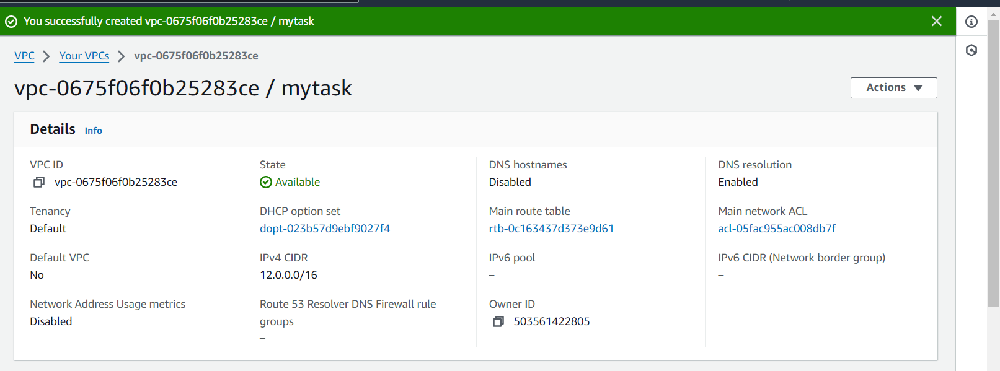 You successfully created vpc-0675f06f0b25283ce / mytask
VPC > Your VPCs > vpc-0675f06f0b25283ce
vpc-0675f06f0b25283ce / mytask
Actions
Details Info
VPC ID
vpc-0675f06f0b25283ce
State
Available
DNS hostnames
Disabled
DNS resolution
Enabled
Tenancy
Default
DHCP option set
dopt-023b57d9ebf9027f4
Main route table
rtb-0c163437d373e9d61
Main network ACL
acl-05fac955ac008db7f
Default VPC
No
IPv4 CIDR
12.0.0.0/16
IPv6 pool
–
IPv6 CIDR (Network border group)
–
Network Address Usage metrics
Disabled
Route 53 Resolver DNS Firewall rule
groups
–
Owner ID
503561422805